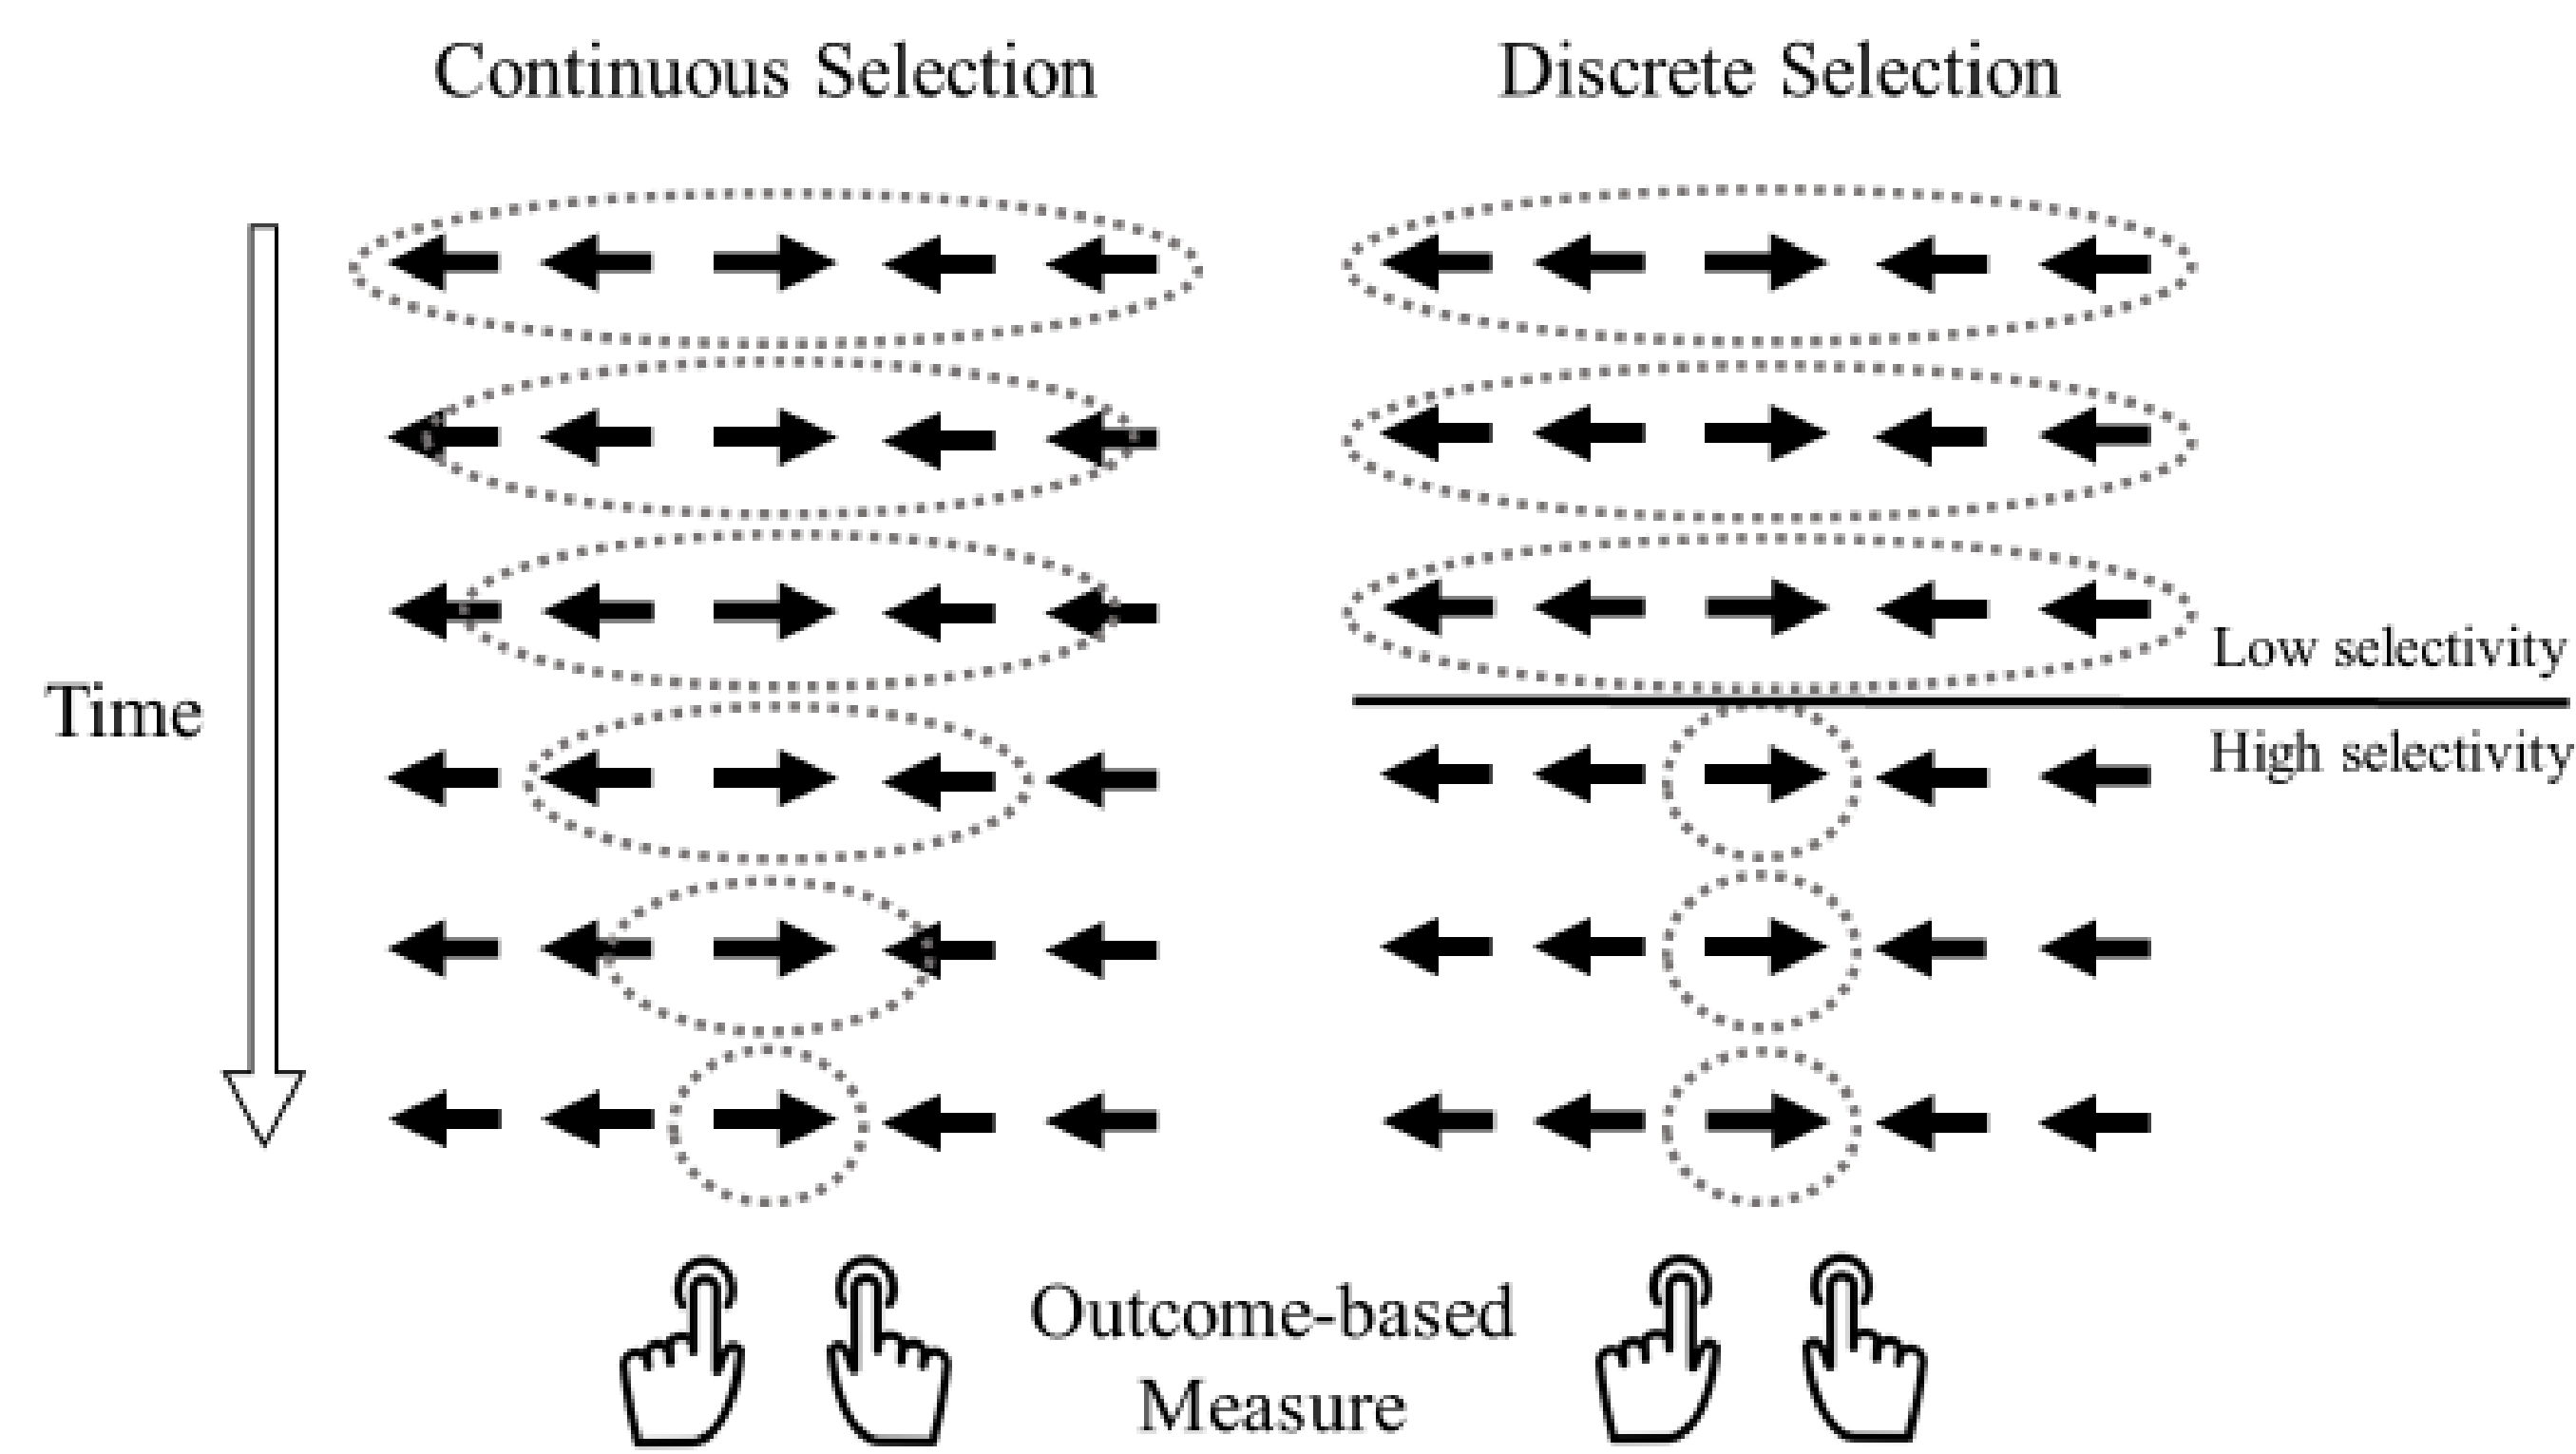 Continuous Selection
Discrete Selection
Low selectivity
Time
High selectivity
Outcome-based
Measure